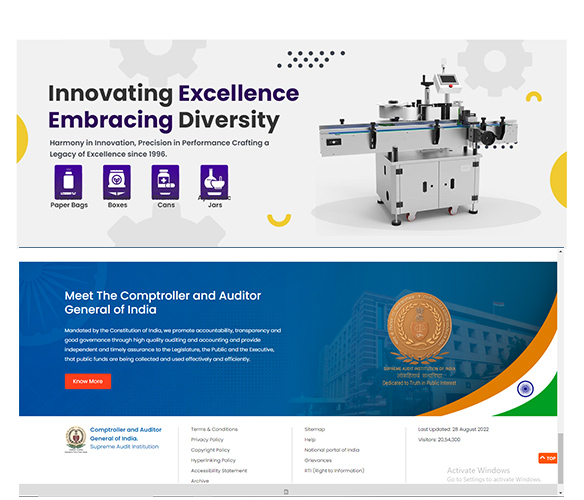 Innovating Excellence
Embracing Diversity
Harmony in Innovation, Precision in Performance Crafting a
Legacy of Excellence since 1996.
Paper Bags
Boxes
Cans
Jars
Meet The Comptroller and Auditor
General of India
Mandated by the Constitution of India, we promote accountability, transparency and
good governance through high quality auditing and accounting and provide
independent and timely assurance to the Legislature, the Public and the Executive,
that public funds are being collected and used effectively and efficiently.
Know More
SUPREME AUDIT INSTITUTION OF INDIA
लोकहितार्थ सत्यनिष्ठा
Dedicated to Truth in Public Interest
Comptroller and Auditor
General of India.
Supreme Audit Institution
Terms & Conditions
Privacy Policy
Copyright Policy
Hyperlinking Policy
Accessibility Statement
Archive
Sitemap
Help
National portal of India
Grievances
RTI (Right to Information)
Last Updated: 28 August 2022
Visitors: 20,54,200
TOP
Activate Windows
Go to Settings to activate Windows.